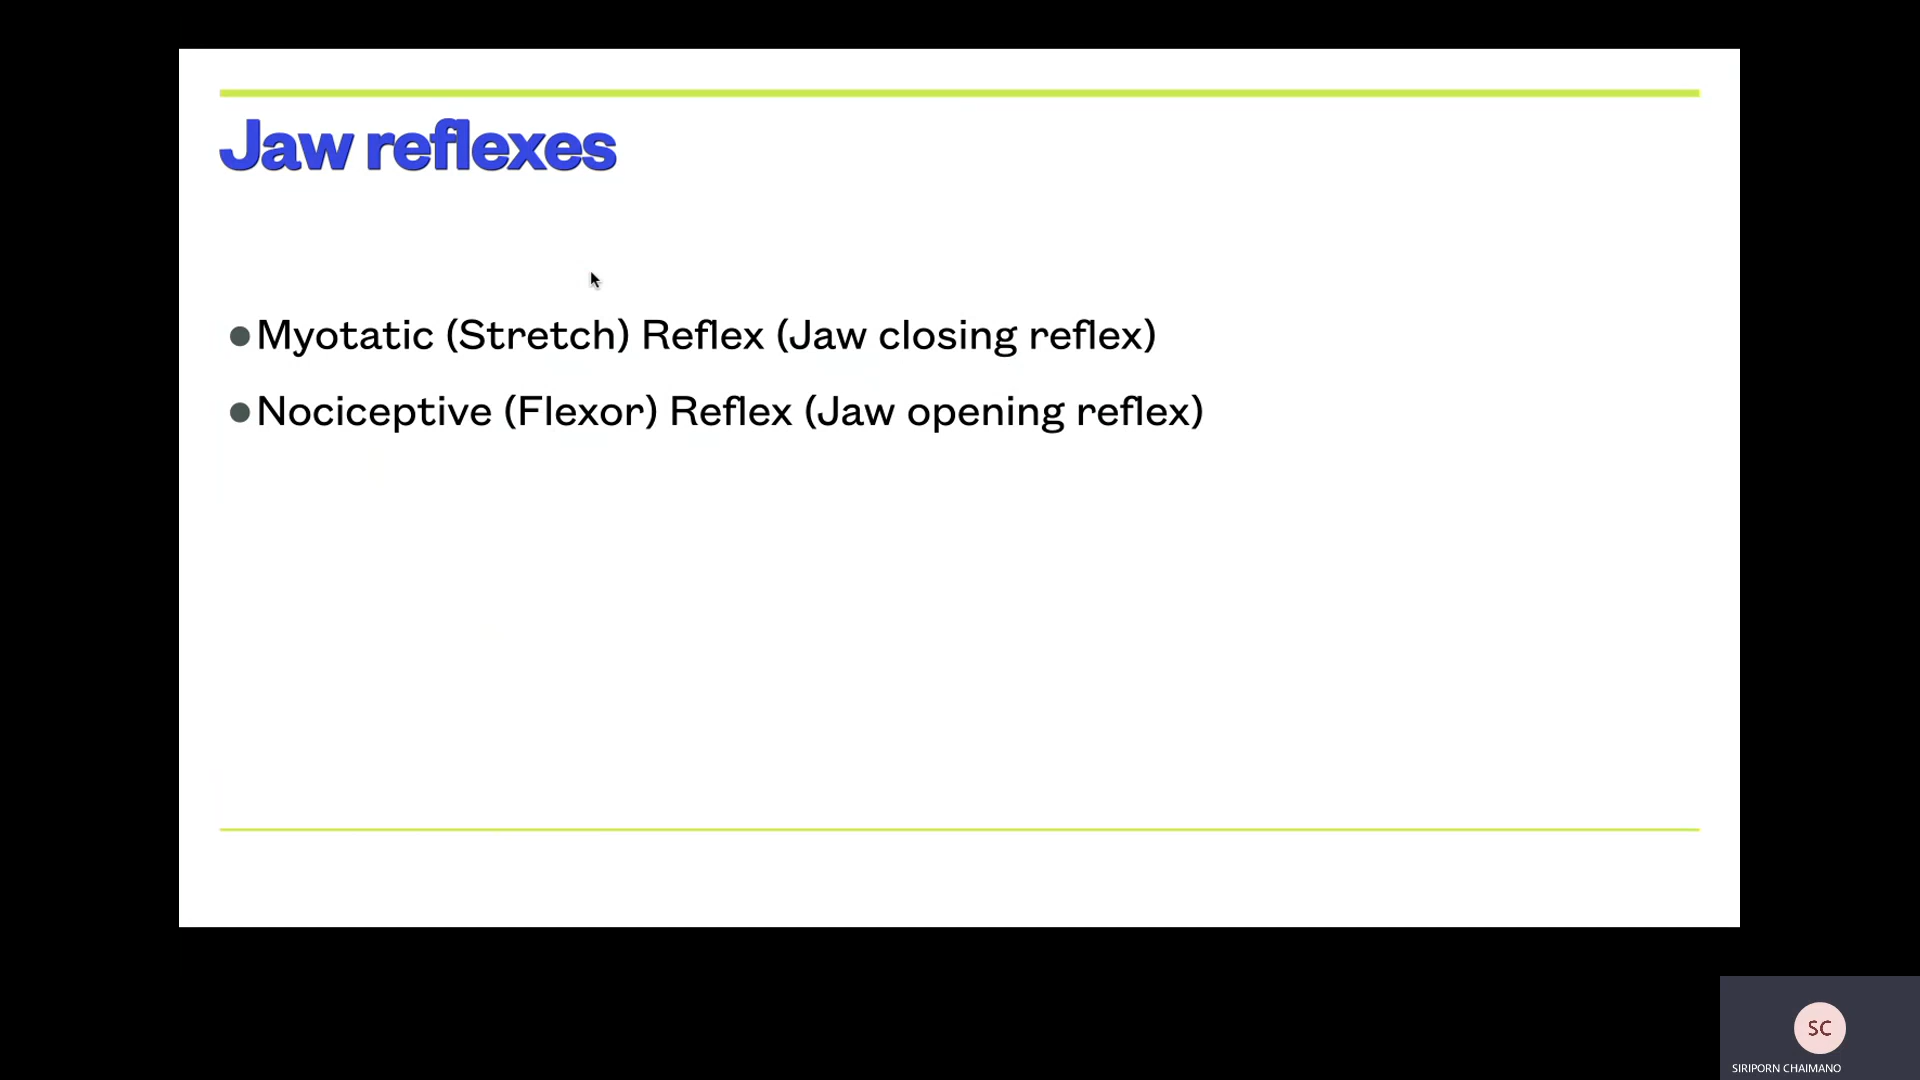 Jaw reflexes
●Myotatic (Stretch) Reflex (Jaw closing reflex)
●Nociceptive (Flexor) Reflex (Jaw opening reflex)
SC
SIRIPORN CHAIMANO